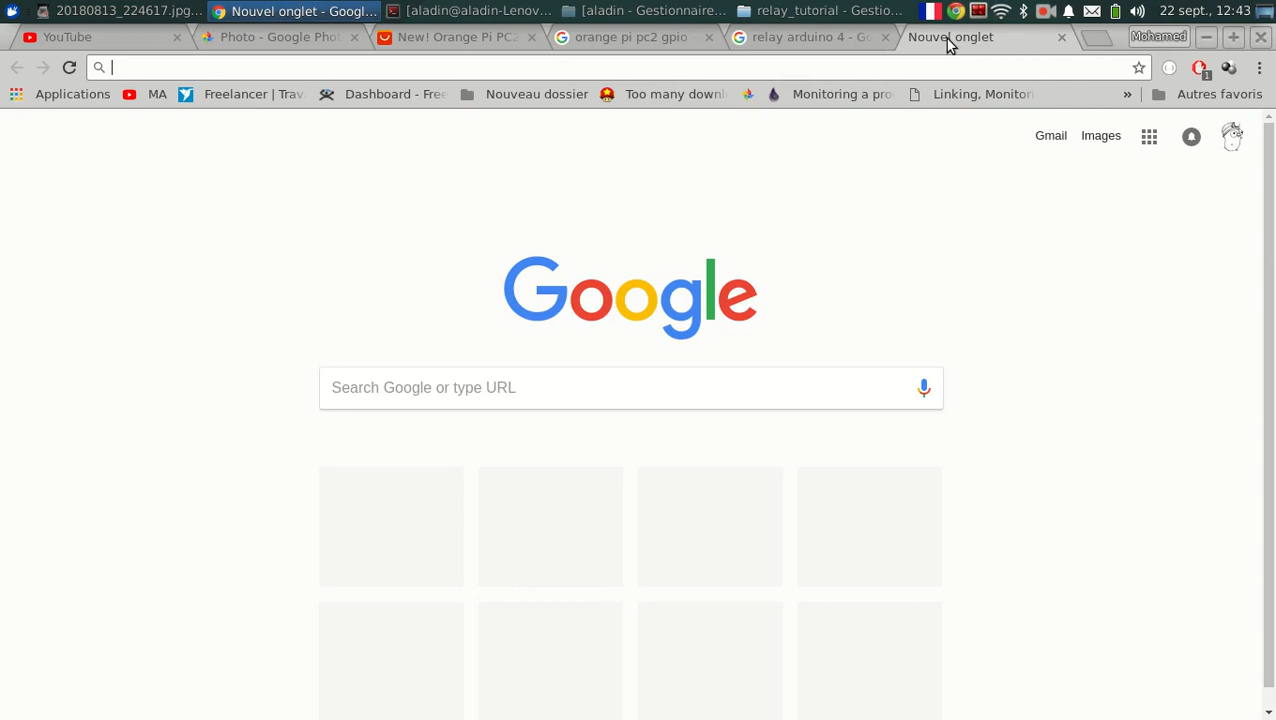 20180813_224617.jpg... Nouvel onglet - Googl... [aladin@aladin-Lenov... [aladin - Gestionnaire... relay_tutorial - Gestio... 22 sept., 12:43
YouTube Photo - Google Phot New! Orange Pi PC2 orange pi pc2 gpio - relay arduino 4 - Go Nouvel onglet Mohamed
Applications MA Freelancer | Trav Dashboard - Free Nouveau dossier Too many downl Monitoring a pro Linking, Monitori » Autres favoris
1
Gmail Images
Google
Search Google or type URL